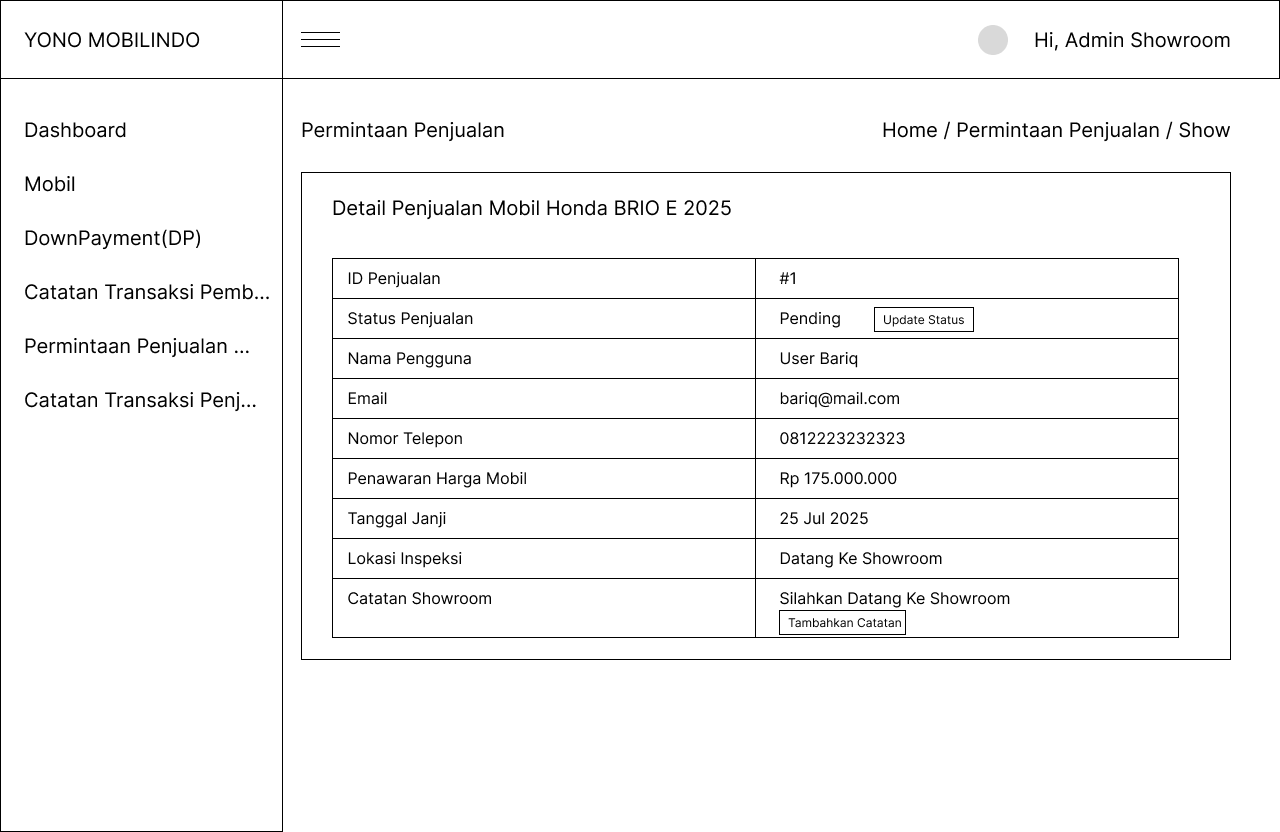 YONO MOBILINDO
Hi, Admin Showroom
Dashboard
Mobil
DownPayment(DP)
Catatan Transaksi Pemb...
Permintaan Penjualan ...
Catatan Transaksi Penj...
Permintaan Penjualan
Home / Permintaan Penjualan / Show
Detail Penjualan Mobil Honda BRIO E 2025
ID Penjualan #1
Status Penjualan Pending Update Status
Nama Pengguna User Bariq
Email bariq@mail.com
Nomor Telepon 0812223232323
Penawaran Harga Mobil Rp 175.000.000
Tanggal Janji 25 Jul 2025
Lokasi Inspeksi Datang Ke Showroom
Catatan Showroom Silahkan Datang Ke Showroom
Tambahkan Catatan